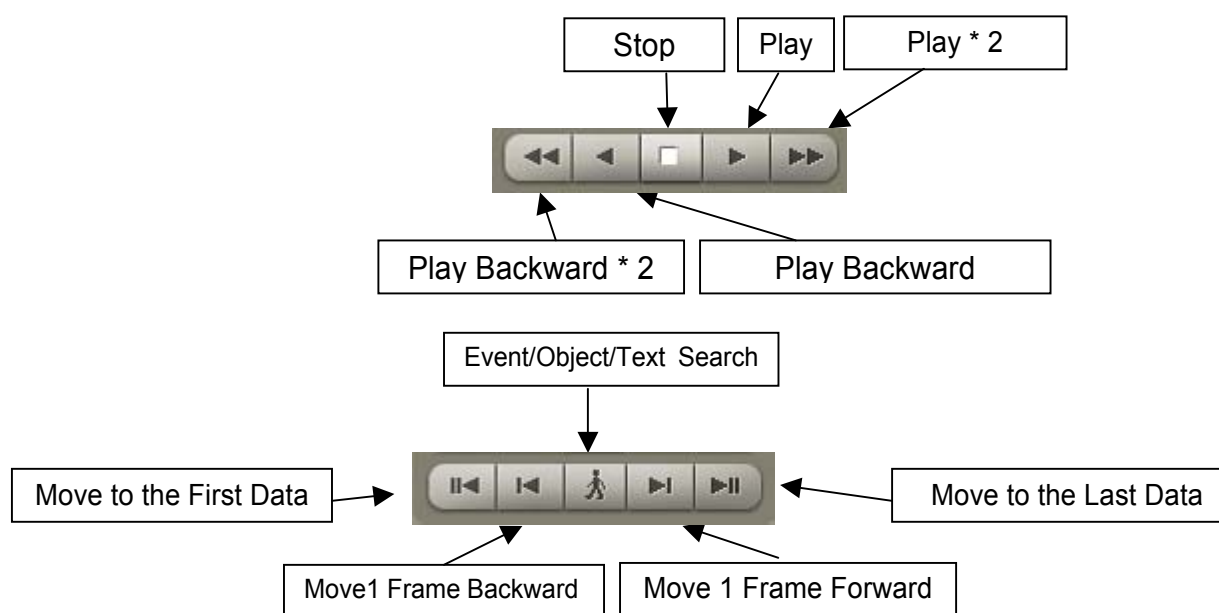 Stop
Play
Play * 2
Play Backward * 2
Play Backward
Event/Object/Text Search
Move to the First Data
Move to the Last Data
Move1 Frame Backward
Move 1 Frame Forward